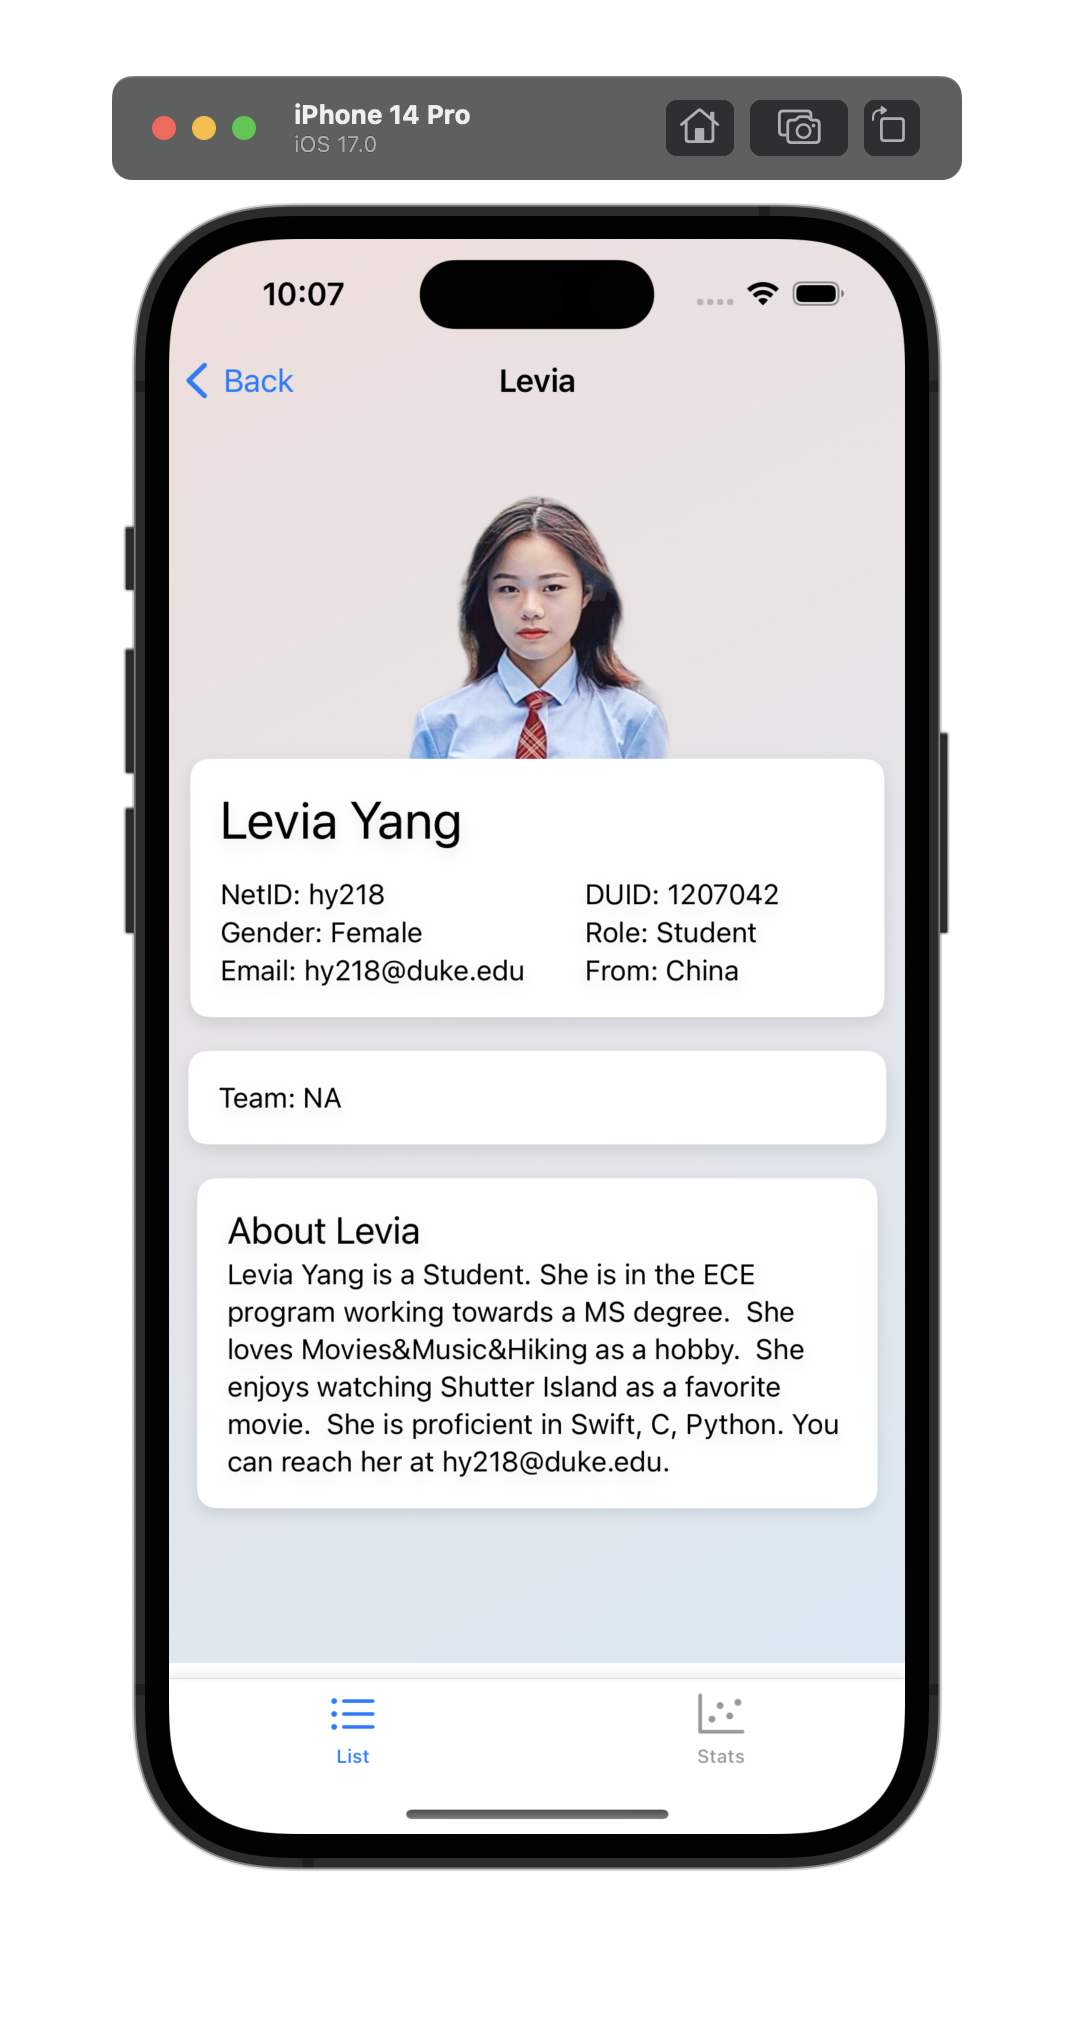 iPhone 14 Pro
iOS 17.0
10:07
Back
Levia
Levia Yang
NetID: hy218
DUID: 1207042
Gender: Female
Role: Student
Email: hy218@duke.edu
From: China
Team: NA
About Levia
Levia Yang is a Student. She is in the ECE
program working towards a MS degree.  She
loves Movies&Music&Hiking as a hobby.  She
enjoys watching Shutter Island as a favorite
movie.  She is proficient in Swift, C, Python. You
can reach her at hy218@duke.edu.
List
Stats